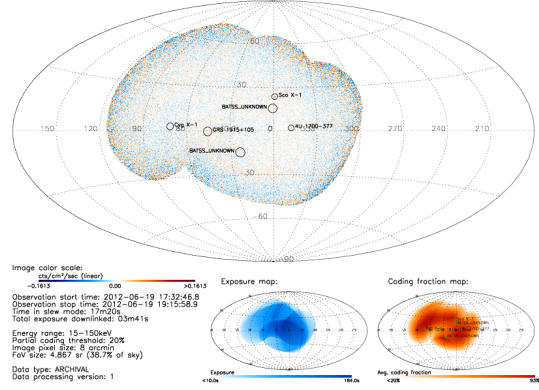 60
30
Sco X-1
BATSS_UNKNOWN
150 120 90 60 30 0 330 300 270 240 210
Cyg X-1
GRS 1915+105
4U 1700-377
BATSS_UNKNOWN
-30
-60
-90
Image color scale:
cts/cm²/sec (linear)
-0.1613 0.00 >0.1613
Observation start time: 2012-06-19 17:32:46.8
Observation stop time: 2012-06-19 19:15:58.9
Time in slew mode: 17m20s
Total exposure downlinked: 03m41s
Energy range: 15-150keV
Partial coding threshold: 20%
Image pixel size: 8 arcmin
FoV size: 4.867 sr (38.7% of sky)
Data type: ARCHIVAL
Data processing version: 1
Exposure map:
Exposure
<10.0s 184.0s
Coding fraction map:
Avg. coding fraction
<20% 93%